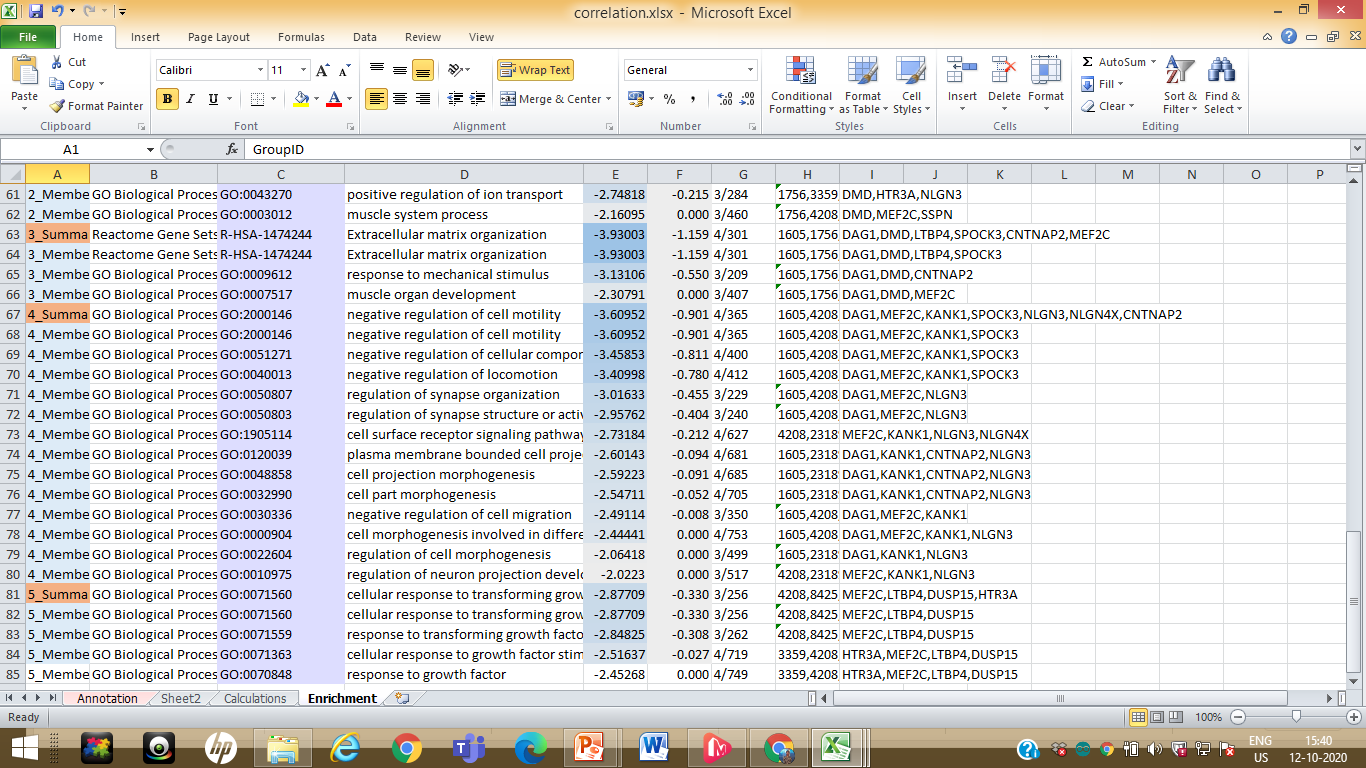 correlation.xlsx - Microsoft Excel
File Home Insert Page Layout Formulas Data Review View
Paste Cut Copy Format Painter Clipboard
Calibri 11 B I U Font
Wrap Text Merge & Center Alignment
General % , Number
Conditional Formatting Format as Table Cell Styles Styles
Insert Delete Format Cells
AutoSum Fill Clear Sort & Filter Find & Select Editing
A1 fx GroupID
A B C D E F G H I J K L M N O P
61 2_Membe GO Biological Proces GO:0043270 positive regulation of ion transport -2.74818 -0.215 3/284 1756,3359 DMD,HTR3A,NLGN3
62 2_Membe GO Biological Proces GO:0003012 muscle system process -2.16095 0.000 3/460 1756,4208 DMD,MEF2C,SSPN
63 3_Summa Reactome Gene Sets R-HSA-1474244 Extracellular matrix organization -3.93003 -1.159 4/301 1605,1756 DAG1,DMD,LTBP4,SPOCK3,CNTNAP2,MEF2C
64 3_Membe Reactome Gene Sets R-HSA-1474244 Extracellular matrix organization -3.93003 -1.159 4/301 1605,1756 DAG1,DMD,LTBP4,SPOCK3
65 3_Membe GO Biological Proces GO:0009612 response to mechanical stimulus -3.13106 -0.550 3/209 1605,1756 DAG1,DMD,CNTNAP2
66 3_Membe GO Biological Proces GO:0007517 muscle organ development -2.30791 0.000 3/407 1605,1756 DAG1,DMD,MEF2C
67 4_Summa GO Biological Proces GO:2000146 negative regulation of cell motility -3.60952 -0.901 4/365 1605,4208 DAG1,MEF2C,KANK1,SPOCK3,NLGN3,NLGN4X,CNTNAP2
68 4_Membe GO Biological Proces GO:2000146 negative regulation of cell motility -3.60952 -0.901 4/365 1605,4208 DAG1,MEF2C,KANK1,SPOCK3
69 4_Membe GO Biological Proces GO:0051271 negative regulation of cellular compor -3.45853 -0.811 4/400 1605,4208 DAG1,MEF2C,KANK1,SPOCK3
70 4_Membe GO Biological Proces GO:0040013 negative regulation of locomotion -3.40998 -0.780 4/412 1605,4208 DAG1,MEF2C,KANK1,SPOCK3
71 4_Membe GO Biological Proces GO:0050807 regulation of synapse organization -3.01633 -0.455 3/229 1605,4208 DAG1,MEF2C,NLGN3
72 4_Membe GO Biological Proces GO:0050803 regulation of synapse structure or activ -2.95762 -0.404 3/240 1605,4208 DAG1,MEF2C,NLGN3
73 4_Membe GO Biological Proces GO:1905114 cell surface receptor signaling pathway -2.73184 -0.212 4/627 4208,2318 MEF2C,KANK1,NLGN3,NLGN4X
74 4_Membe GO Biological Proces GO:0120039 plasma membrane bounded cell proje -2.60143 -0.094 4/681 1605,2318 DAG1,KANK1,CNTNAP2,NLGN3
75 4_Membe GO Biological Proces GO:0048858 cell projection morphogenesis -2.59223 -0.091 4/685 1605,2318 DAG1,KANK1,CNTNAP2,NLGN3
76 4_Membe GO Biological Proces GO:0032990 cell part morphogenesis -2.54711 -0.052 4/705 1605,2318 DAG1,KANK1,CNTNAP2,NLGN3
77 4_Membe GO Biological Proces GO:0030336 negative regulation of cell migration -2.49114 -0.008 3/350 1605,4208 DAG1,MEF2C,KANK1
78 4_Membe GO Biological Proces GO:0000904 cell morphogenesis involved in differe -2.44441 0.000 4/753 1605,4208 DAG1,MEF2C,KANK1,NLGN3
79 4_Membe GO Biological Proces GO:0022604 regulation of cell morphogenesis -2.06418 0.000 3/499 1605,2318 DAG1,KANK1,NLGN3
80 4_Membe GO Biological Proces GO:0010975 regulation of neuron projection devel -2.0223 0.000 3/517 4208,2318 MEF2C,KANK1,NLGN3
81 5_Summa GO Biological Proces GO:0071560 cellular response to transforming grow -2.87709 -0.330 3/256 4208,8425 MEF2C,LTBP4,DUSP15,HTR3A
82 5_Membe GO Biological Proces GO:0071560 cellular response to transforming grow -2.87709 -0.330 3/256 4208,8425 MEF2C,LTBP4,DUSP15
83 5_Membe GO Biological Proces GO:0071559 response to transforming growth facto -2.84825 -0.308 3/262 4208,8425 MEF2C,LTBP4,DUSP15
84 5_Membe GO Biological Proces GO:0071363 cellular response to growth factor stim -2.51637 -0.027 4/719 3359,4208 HTR3A,MEF2C,LTBP4,DUSP15
85 5_Membe GO Biological Proces GO:0070848 response to growth factor -2.45268 0.000 4/749 3359,4208 HTR3A,MEF2C,LTBP4,DUSP15
Annotation Sheet2 Calculations Enrichment
Ready 100%
ENG 15:40
US 12-10-2020